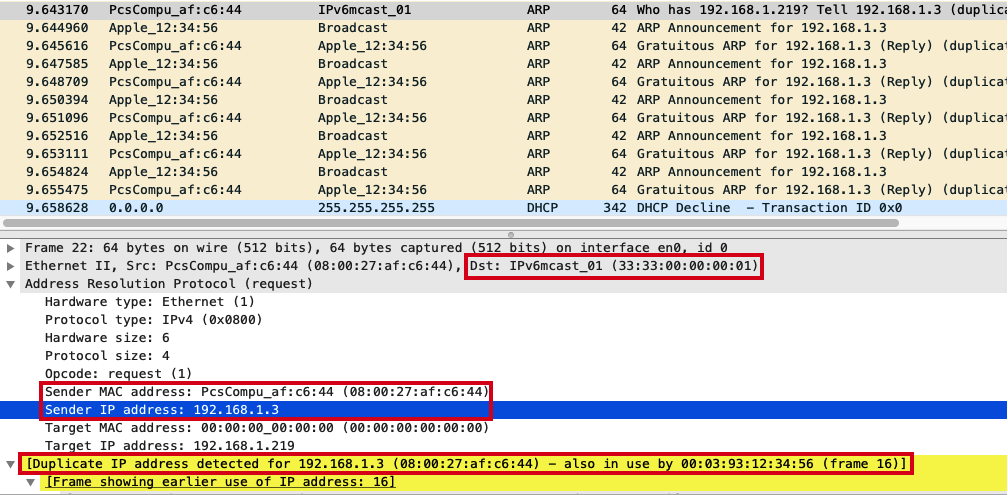 9.643170 PcsCompu_af:c6:44 IPv6mcast_01 ARP 64 Who has 192.168.1.219? Tell 192.168.1.3 (duplicat
9.644960 Apple_12:34:56 Broadcast ARP 42 ARP Announcement for 192.168.1.3
9.645616 PcsCompu_af:c6:44 Apple_12:34:56 ARP 64 Gratuitous ARP for 192.168.1.3 (Reply) (duplicat
9.647585 Apple_12:34:56 Broadcast ARP 42 ARP Announcement for 192.168.1.3
9.648709 PcsCompu_af:c6:44 Apple_12:34:56 ARP 64 Gratuitous ARP for 192.168.1.3 (Reply) (duplicat
9.650394 Apple_12:34:56 Broadcast ARP 42 ARP Announcement for 192.168.1.3
9.651096 PcsCompu_af:c6:44 Apple_12:34:56 ARP 64 Gratuitous ARP for 192.168.1.3 (Reply) (duplicat
9.652516 Apple_12:34:56 Broadcast ARP 42 ARP Announcement for 192.168.1.3
9.653111 PcsCompu_af:c6:44 Apple_12:34:56 ARP 64 Gratuitous ARP for 192.168.1.3 (Reply) (duplicat
9.654824 Apple_12:34:56 Broadcast ARP 42 ARP Announcement for 192.168.1.3
9.655475 PcsCompu_af:c6:44 Apple_12:34:56 ARP 64 Gratuitous ARP for 192.168.1.3 (Reply) (duplicat
9.658628 0.0.0.0 255.255.255.255 DHCP 342 DHCP Decline – Transaction ID 0x0
Frame 22: 64 bytes on wire (512 bits), 64 bytes captured (512 bits) on interface en0, id 0
Ethernet II, Src: PcsCompu_af:c6:44 (08:00:27:af:c6:44), Dst: IPv6mcast_01 (33:33:00:00:00:01)
Address Resolution Protocol (request)
Hardware type: Ethernet (1)
Protocol type: IPv4 (0x0800)
Hardware size: 6
Protocol size: 4
Opcode: request (1)
Sender MAC address: PcsCompu_af:c6:44 (08:00:27:af:c6:44)
Sender IP address: 192.168.1.3
Target MAC address: 00:00:00_00:00:00 (00:00:00:00:00:00)
Target IP address: 192.168.1.219
[Duplicate IP address detected for 192.168.1.3 (08:00:27:af:c6:44) – also in use by 00:03:93:12:34:56 (frame 16)]
[Frame showing earlier use of IP address: 16]